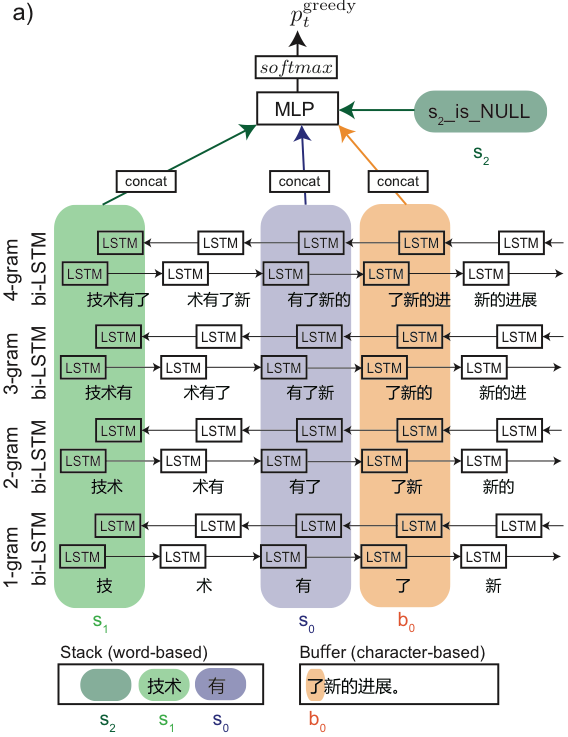 a)
p_t^greedy
softmax
MLP
s2_is_NULL
s2
concat concat concat
4-gram bi-LSTM
LSTM LSTM LSTM LSTM LSTM
LSTM LSTM LSTM LSTM LSTM
技术有了 术有了新 有了新的 了新的进 新的进展
3-gram bi-LSTM
LSTM LSTM LSTM LSTM LSTM
LSTM LSTM LSTM LSTM LSTM
技术有 术有了 有了新 了新的 新的进
2-gram bi-LSTM
LSTM LSTM LSTM LSTM LSTM
LSTM LSTM LSTM LSTM LSTM
技术 术有 有了 了新 新的
1-gram bi-LSTM
LSTM LSTM LSTM LSTM LSTM
LSTM LSTM LSTM LSTM LSTM
技 术 有 了 新
s1 s0 b0
Stack (word-based)
技术 有
s2 s1 s0
Buffer (character-based)
了新的进展。
b0